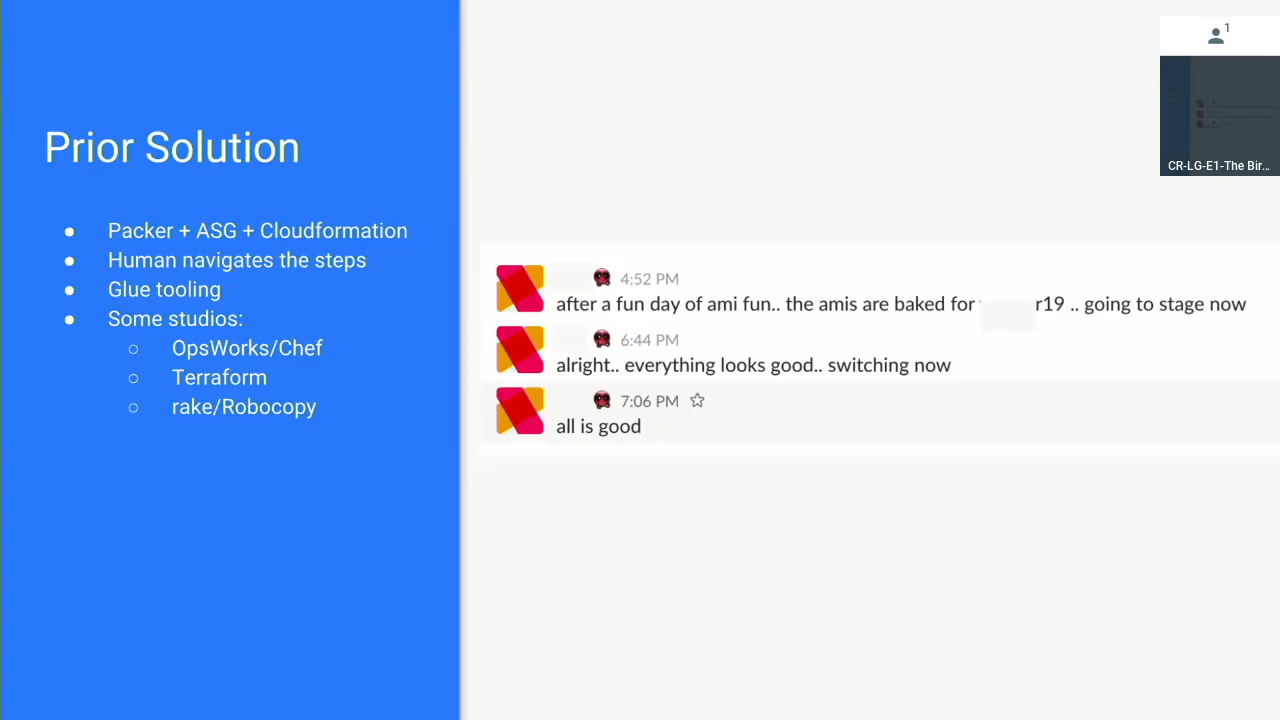 Prior Solution
● Packer + ASG + Cloudformation
● Human navigates the steps
● Glue tooling
● Some studios:
○ OpsWorks/Chef
○ Terraform
○ rake/Robocopy
4:52 PM
after a fun day of ami fun.. the amis are baked for r19 .. going to stage now
6:44 PM
alright.. everything looks good.. switching now
7:06 PM
all is good
1
CR-LG-E1-The Bir...